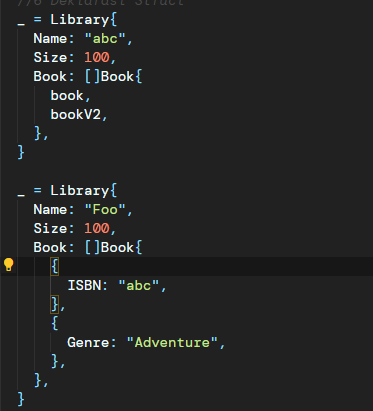 //6 Deklarasi Struct
_ = Library{
  Name: "abc",
  Size: 100,
  Book: []Book{
    book,
    bookV2,
  },
}
_ = Library{
  Name: "Foo",
  Size: 100,
  Book: []Book{
    {
      ISBN: "abc",
    },
    {
      Genre: "Adventure",
    },
  },
}